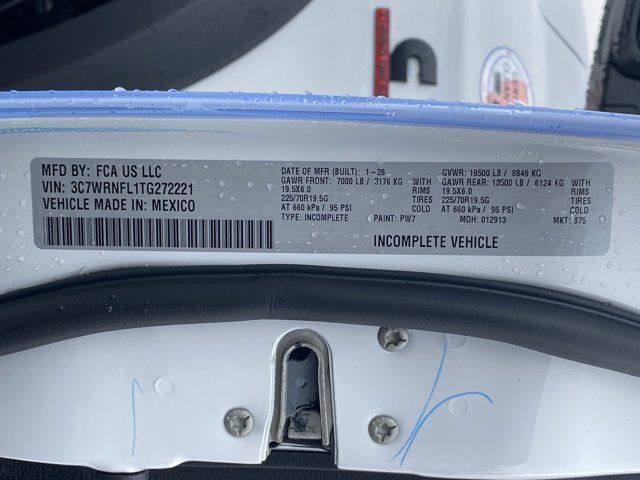 MFD BY: FCA US LLC
VIN: 3C7WRNFL1TG272221
VEHICLE MADE IN: MEXICO
DATE OF MFR (BUILT): 1-26
GAWR FRONT: 7000 LB / 3176 KG WITH
19.5X6.0 RIMS
225/70R19.5G TIRES
AT 660 kPa / 95 PSI COLD
TYPE: INCOMPLETE PAINT: PW7
GVWR: 19500 LB / 8846 KG
GAWR REAR: 13500 LB / 6124 KG WITH
19.5X6.0 RIMS
225/70R19.5G TIRES
AT 660 kPa / 95 PSI COLD
MDH: 012913 MKT: 875
INCOMPLETE VEHICLE